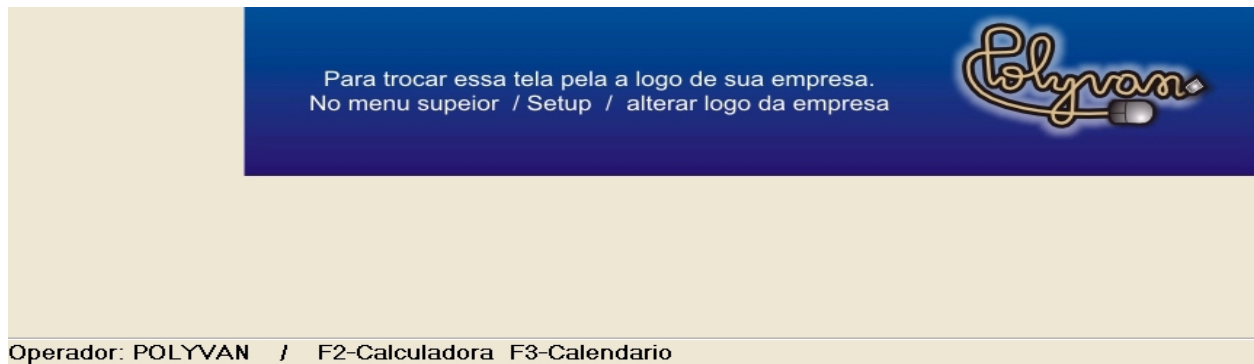 Para trocar essa tela pela a logo de sua empresa.
No menu supeior / Setup / alterar logo da empresa
Polyvan
Operador: POLYVAN / F2-Calculadora F3-Calendario